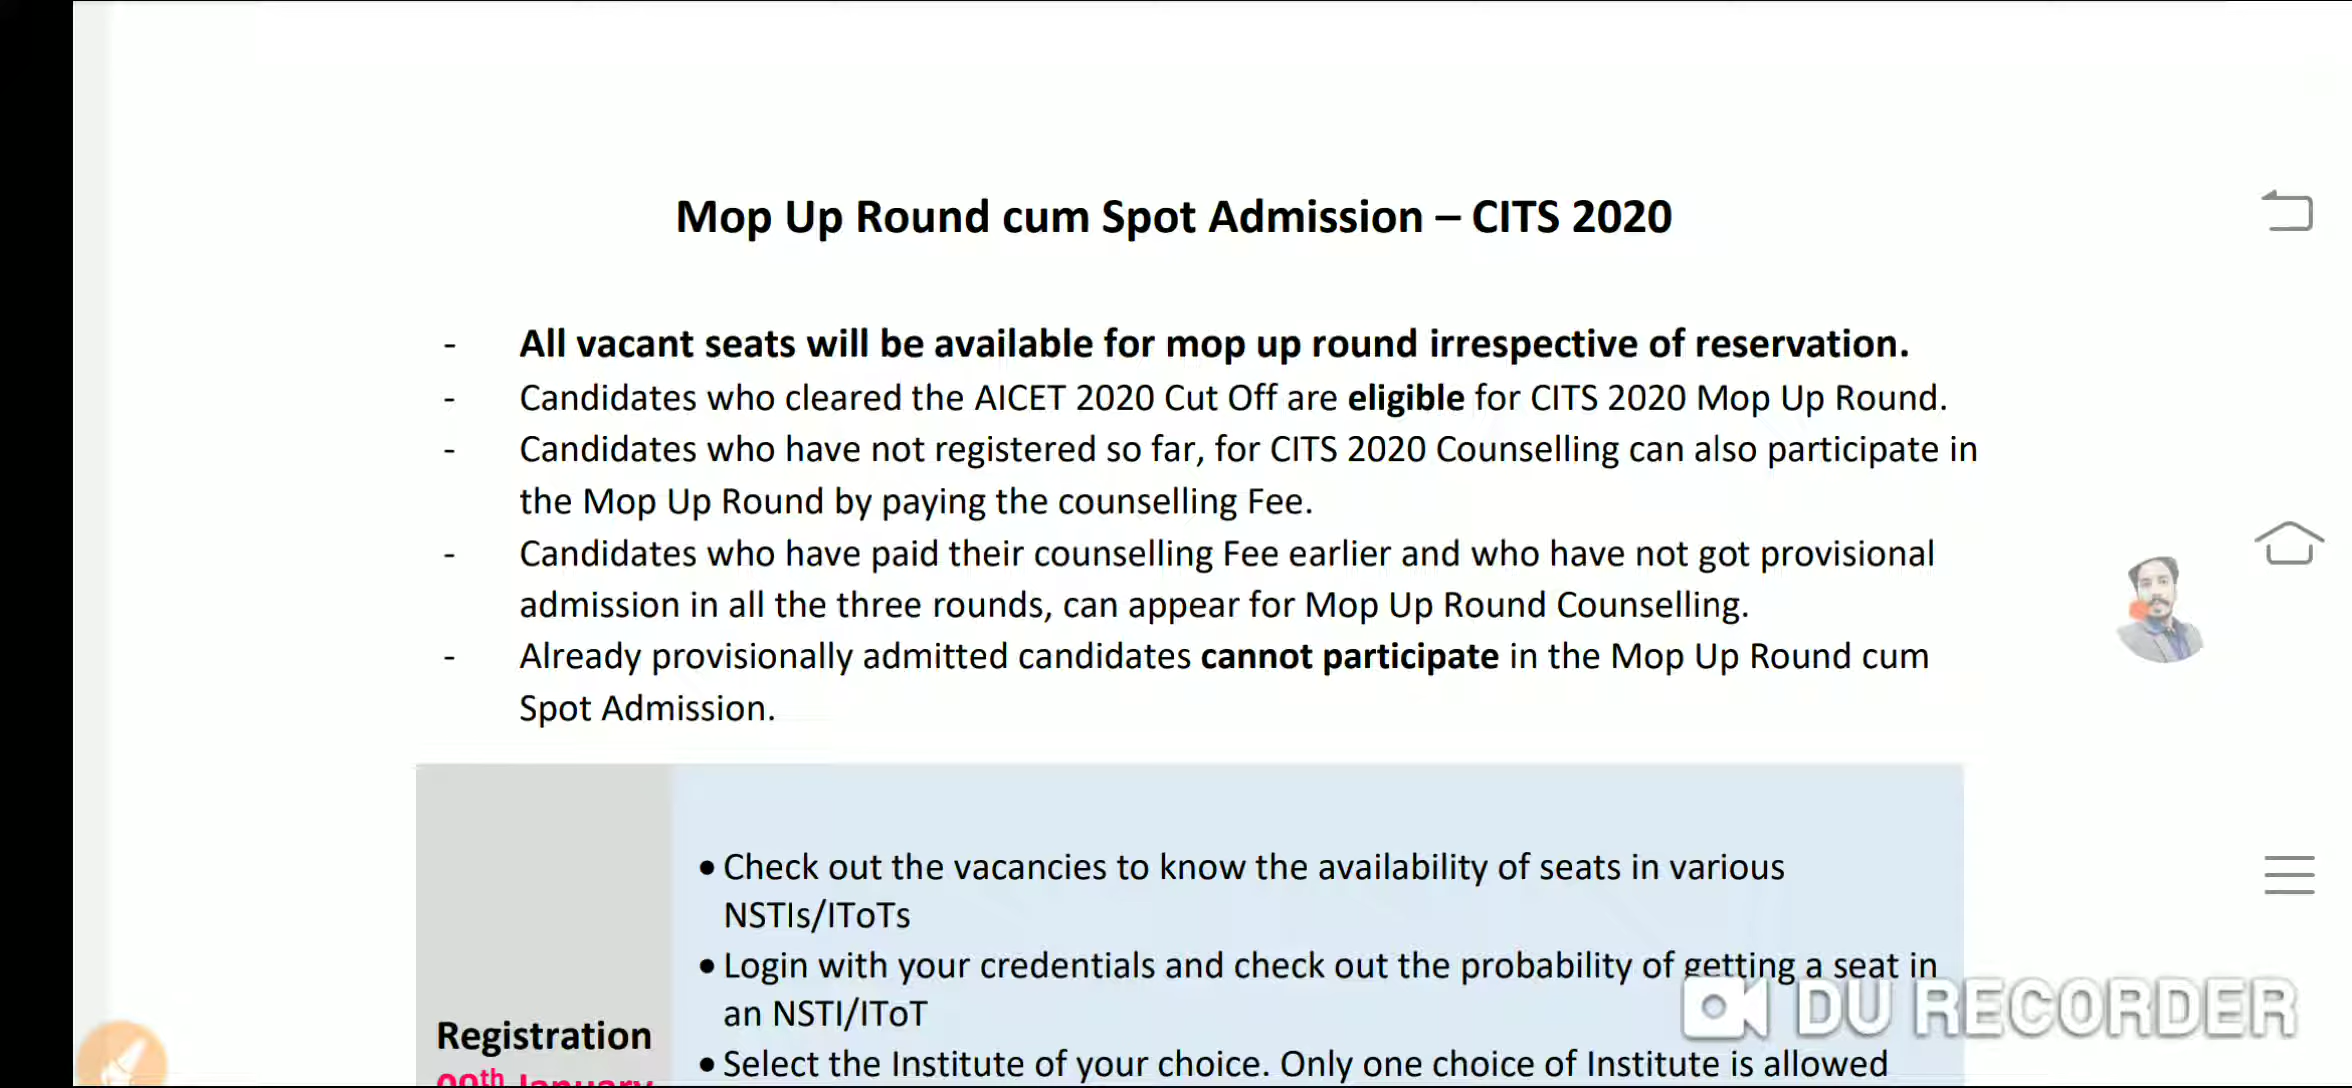 Mop Up Round cum Spot Admission – CITS 2020
- All vacant seats will be available for mop up round irrespective of reservation.
- Candidates who cleared the AICET 2020 Cut Off are eligible for CITS 2020 Mop Up Round.
- Candidates who have not registered so far, for CITS 2020 Counselling can also participate in
the Mop Up Round by paying the counselling Fee.
- Candidates who have paid their counselling Fee earlier and who have not got provisional
admission in all the three rounds, can appear for Mop Up Round Counselling.
- Already provisionally admitted candidates cannot participate in the Mop Up Round cum
Spot Admission.
• Check out the vacancies to know the availability of seats in various
NSTIs/IToTs
• Login with your credentials and check out the probability of getting a seat in
an NSTI/IToT
• Select the Institute of your choice. Only one choice of Institute is allowed
Registration
09th January
DU RECORDER